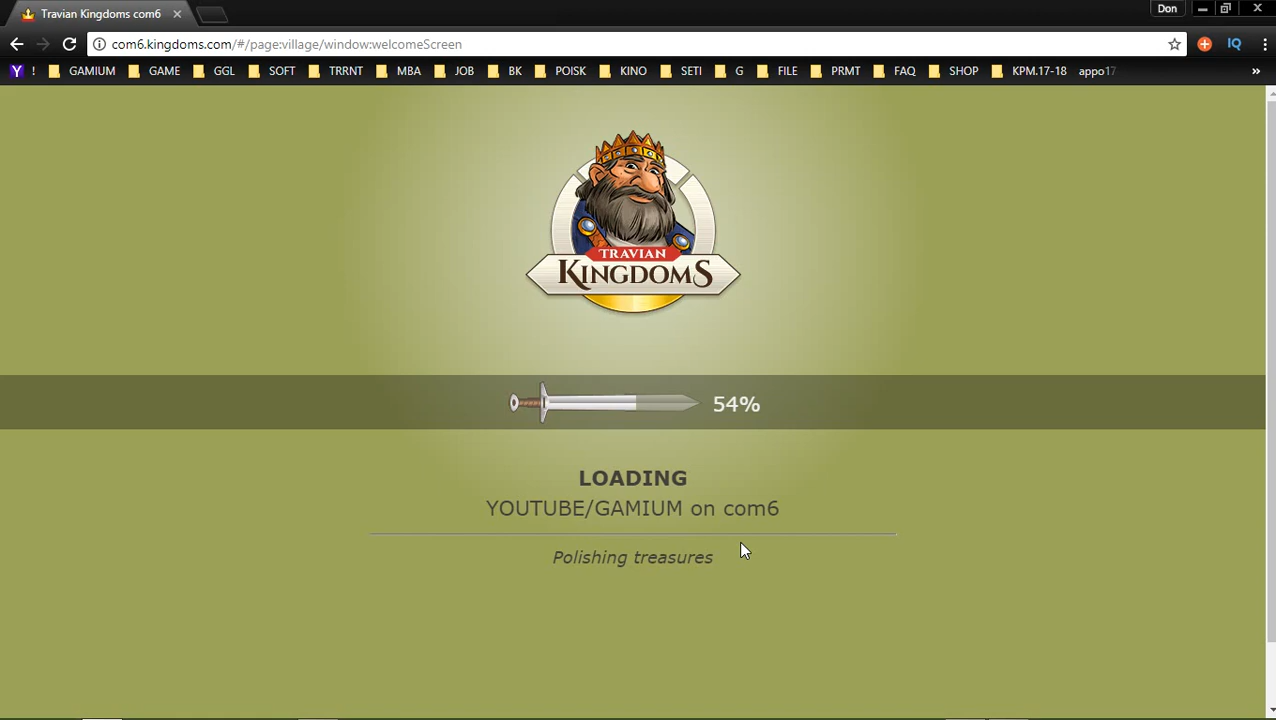 Travian Kingdoms com6
Don
com6.kingdoms.com/#/page:village/window:welcomeScreen
IQ
Y ! GAMIUM GAME GGL SOFT TRRNT MBA JOB BK POISK KINO SETI G FILE PRMT FAQ SHOP KPM.17-18 appo17 »
TRAVIAN
KINGDOMS
54%
LOADING
YOUTUBE/GAMIUM on com6
Polishing treasures